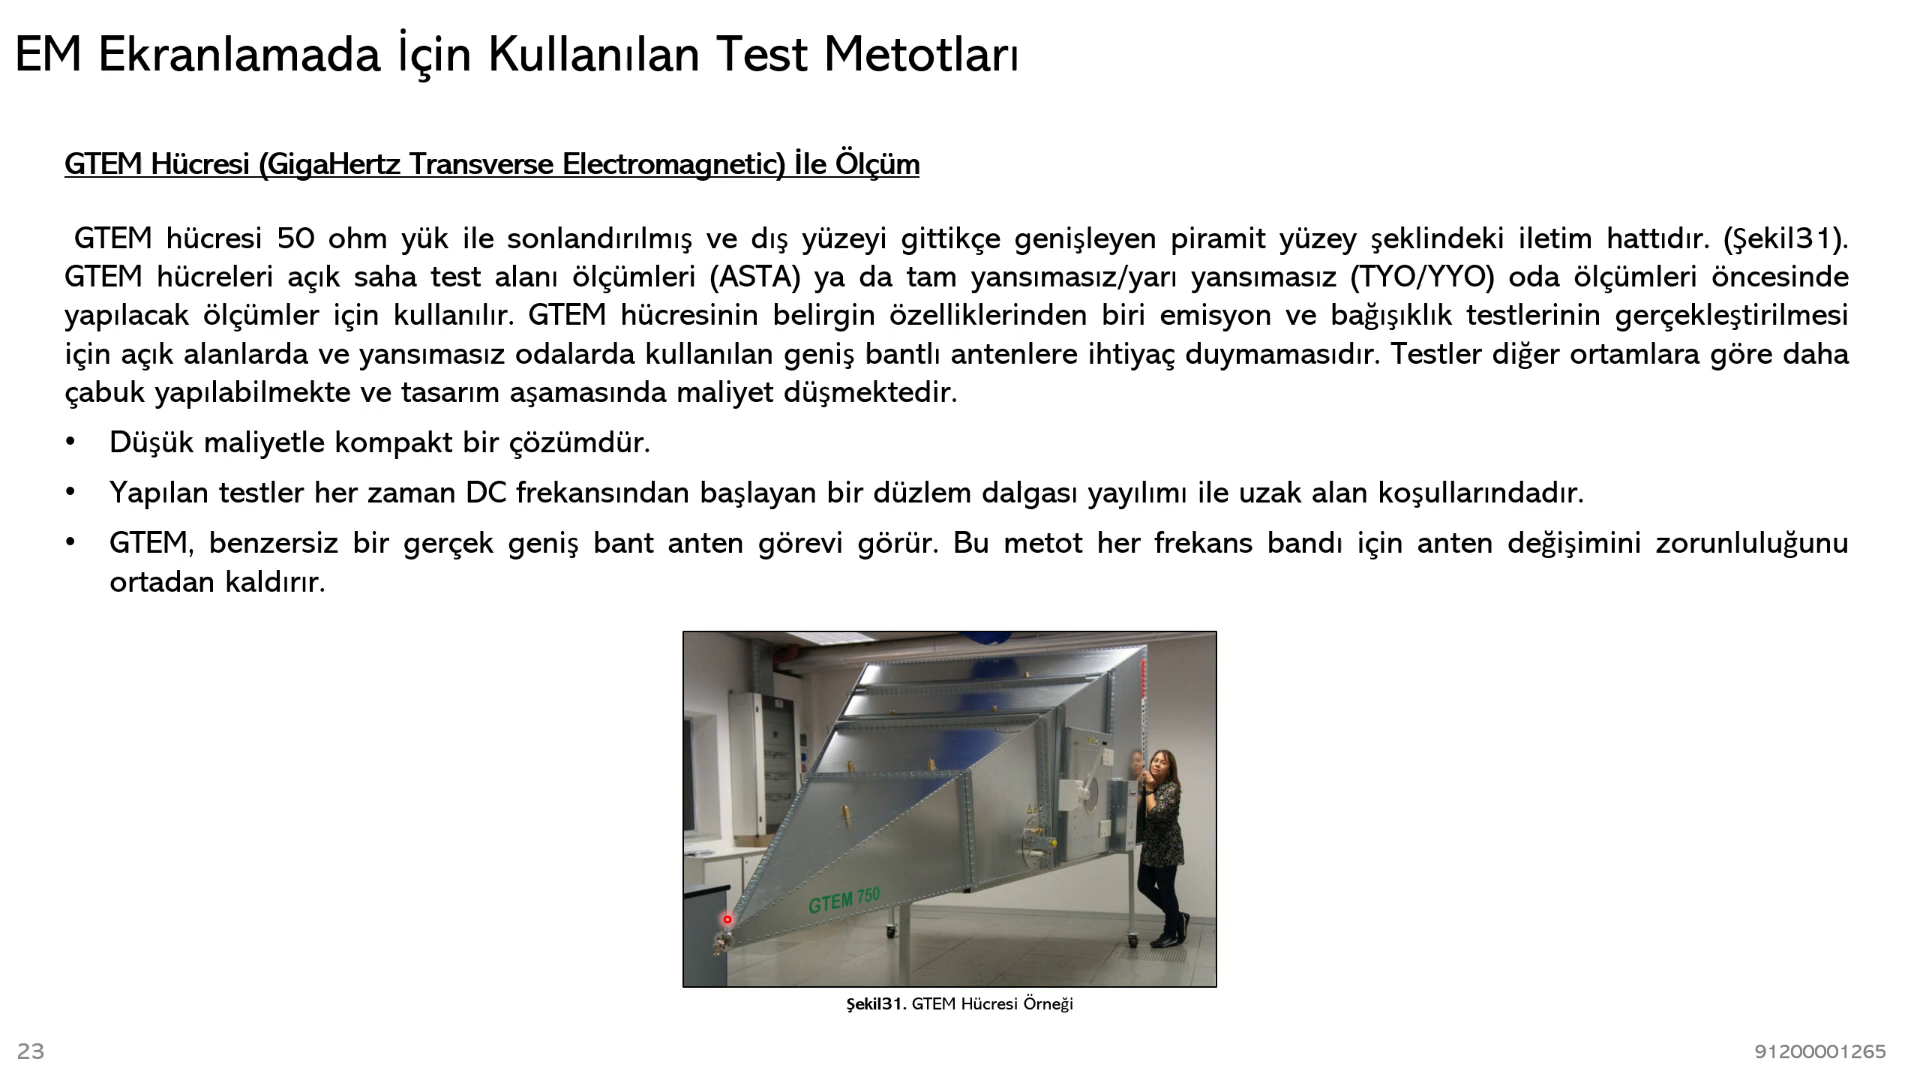 EM Ekranlamada İçin Kullanılan Test Metotları
GTEM Hücresi (GigaHertz Transverse Electromagnetic) İle Ölçüm
GTEM hücresi 50 ohm yük ile sonlandırılmış ve dış yüzeyi gittikçe genişleyen piramit yüzey şeklindeki iletim hattıdır. (Şekil31).
GTEM hücreleri açık saha test alanı ölçümleri (ASTA) ya da tam yansımasız/yarı yansımasız (TYO/YYO) oda ölçümleri öncesinde
yapılacak ölçümler için kullanılır. GTEM hücresinin belirgin özelliklerinden biri emisyon ve bağışıklık testlerinin gerçekleştirilmesi
için açık alanlarda ve yansımasız odalarda kullanılan geniş bantlı antenlere ihtiyaç duymamasıdır. Testler diğer ortamlara göre daha
çabuk yapılabilmekte ve tasarım aşamasında maliyet düşmektedir.
• Düşük maliyetle kompakt bir çözümdür.
• Yapılan testler her zaman DC frekansından başlayan bir düzlem dalgası yayılımı ile uzak alan koşullarındadır.
• GTEM, benzersiz bir gerçek geniş bant anten görevi görür. Bu metot her frekans bandı için anten değişimini zorunluluğunu
ortadan kaldırır.
GTEM 750
Şekil31. GTEM Hücresi Örneği
23
91200001265